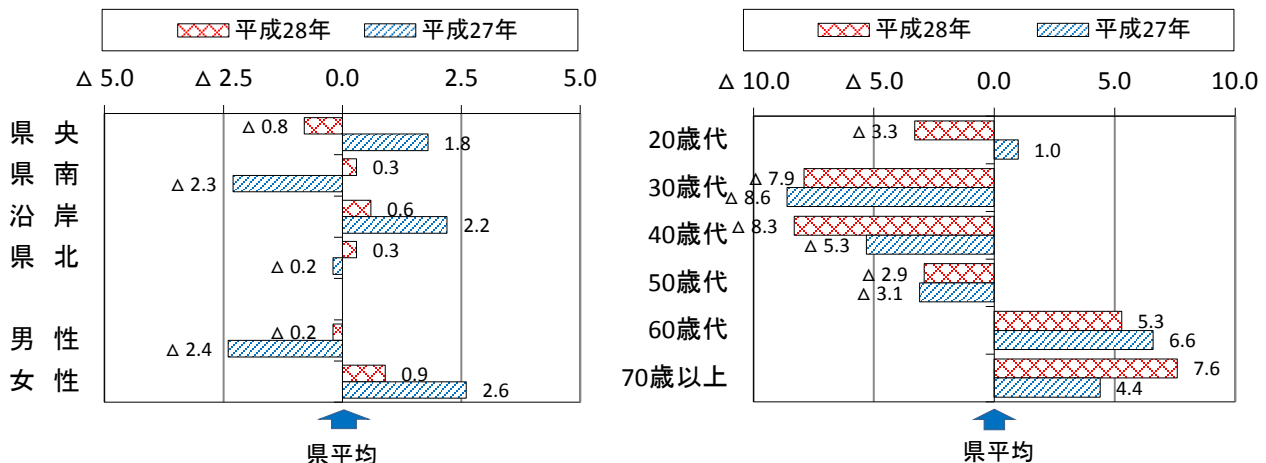 平成28年 平成27年
△ 5.0 △ 2.5 0.0 2.5 5.0
県 央 △ 0.8 1.8
県 南 0.3 △ 2.3
沿 岸 0.6 2.2
県 北 0.3 △ 0.2
男 性 △ 0.2 △ 2.4
女 性 0.9 2.6
県平均
平成28年 平成27年
△ 10.0 △ 5.0 0.0 5.0 10.0
20歳代 △ 3.3 1.0
30歳代 △ 7.9 △ 8.6
40歳代 △ 8.3 △ 5.3
50歳代 △ 2.9 △ 3.1
60歳代 5.3 6.6
70歳以上 7.6 4.4
県平均